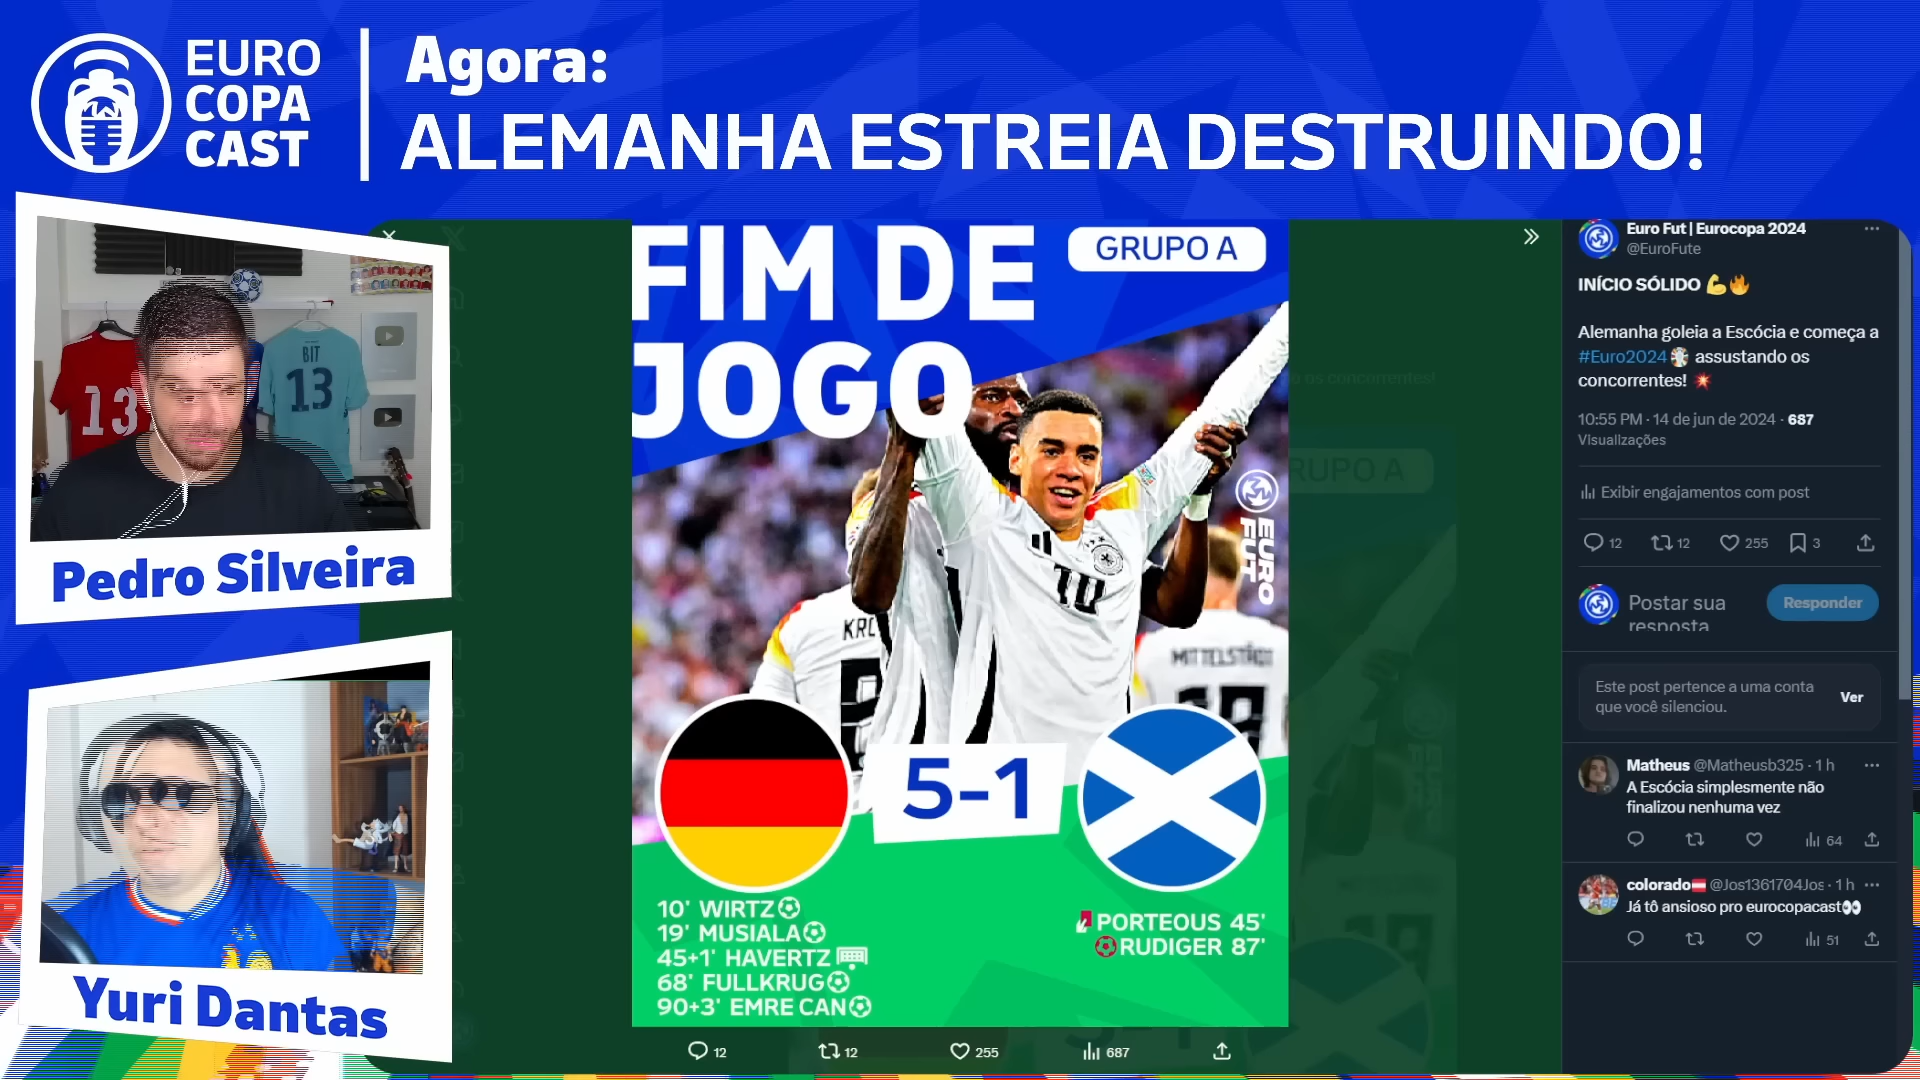 EURO
COPA
CAST
Agora:
ALEMANHA ESTREIA DESTRUINDO!
BIT
13
13
Pedro Silveira
Yuri Dantas
FIM DE
JOGO
GRUPO A
EURO
FUT
KRO
10
MITTELSTÄDT
5-1
10' WIRTZ
19' MUSIALA
45+1' HAVERTZ
68' FULLKRUG
90+3' EMRE CAN
PORTEOUS 45'
RUDIGER 87'
12
12
255
687
Euro Fut | Eurocopa 2024
@EuroFute
INÍCIO SÓLIDO 💪🔥
Alemanha goleia a Escócia e começa a
#Euro2024 assustando os
concorrentes! 💥
10:55 PM · 14 de jun de 2024 · 687
Visualizações
Exibir engajamentos com post
12
12
255
3
Postar sua
resposta
Responder
Este post pertence a uma conta
que você silenciou.
Ver
Matheus @Matheusb325 · 1 h
A Escócia simplesmente não
finalizou nenhuma vez
64
colorado @Jos1361704Jos · 1 h
Já tô ansioso pro eurocopacast👀
51